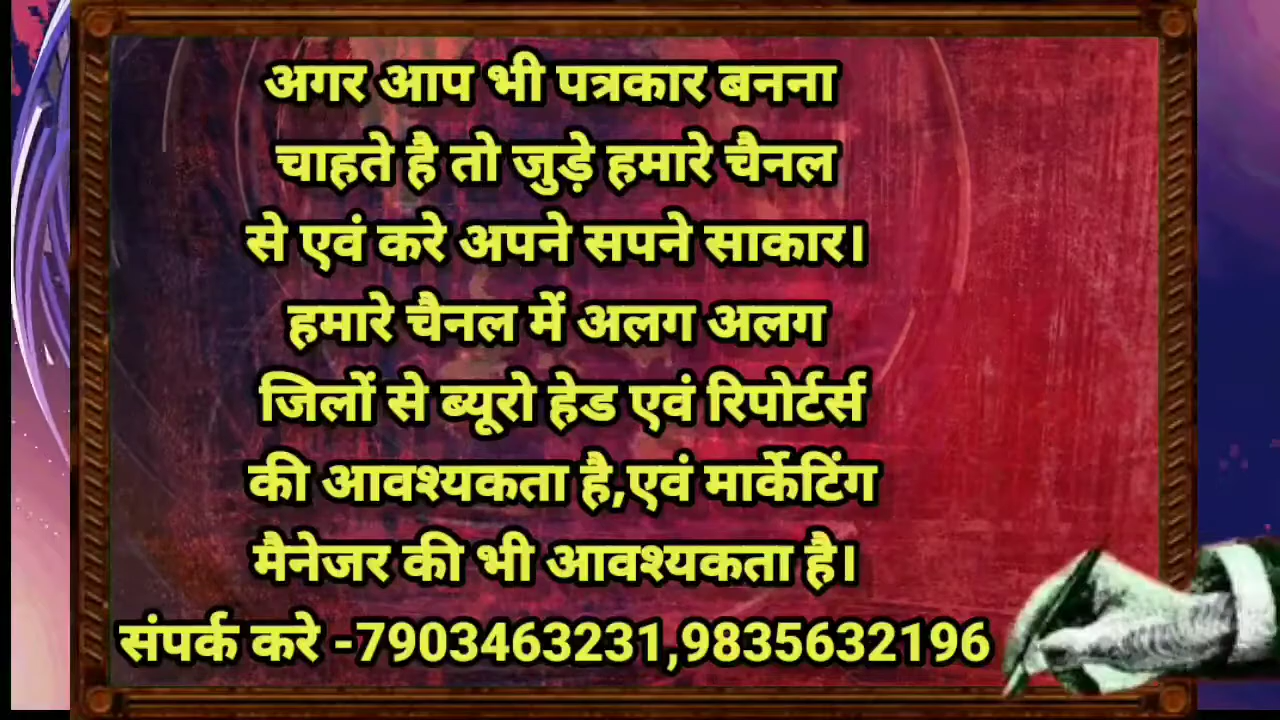 अगर आप भी पत्रकार बनना
चाहते है तो जुड़े हमारे चैनल
से एवं करे अपने सपने साकार।
हमारे चैनल में अलग अलग
जिलों से ब्यूरो हेड एवं रिपोर्टर्स
की आवश्यकता है,एवं मार्केटिंग
मैनेजर की भी आवश्यकता है।
संपर्क करे -7903463231,9835632196